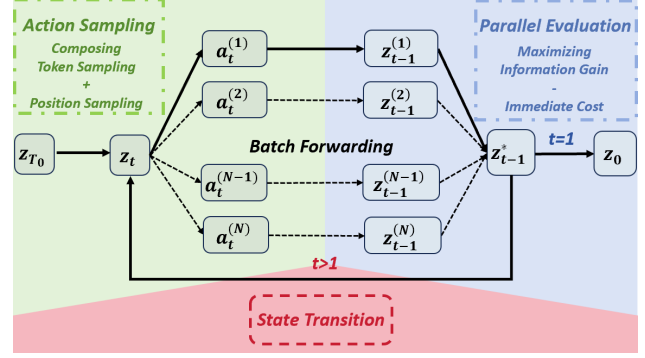 Action Sampling
Composing
Token Sampling
+
Position Sampling
Parallel Evaluation
Maximizing
Information Gain
-
Immediate Cost
a_t^{(1)}
z_{t-1}^{(1)}
a_t^{(2)}
z_{t-1}^{(2)}
Batch Forwarding
z_{T_0}
z_t
z_{t-1}^*
t=1
z_0
a_t^{(N-1)}
z_{t-1}^{(N-1)}
a_t^{(N)}
z_{t-1}^{(N)}
t>1
State Transition